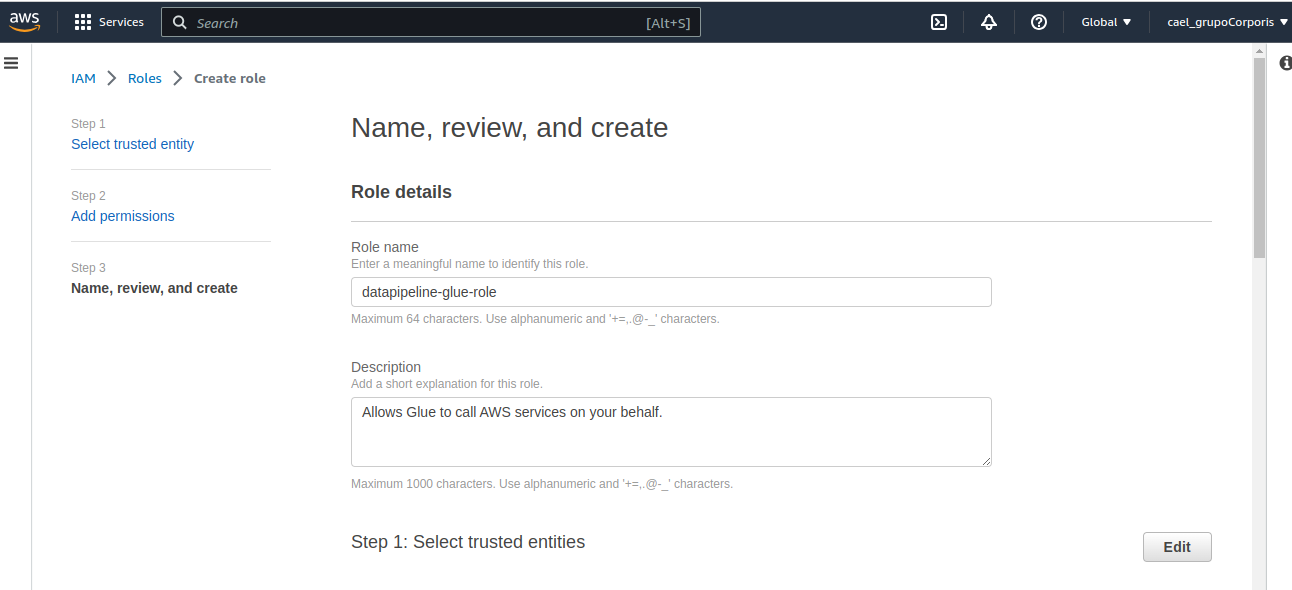 aws Services Search [Alt+S] Global cael_grupoCorporis
IAM Roles Create role
Step 1
Select trusted entity
Step 2
Add permissions
Step 3
Name, review, and create
Name, review, and create
Role details
Role name
Enter a meaningful name to identify this role.
datapipeline-glue-role
Maximum 64 characters. Use alphanumeric and '+=,.@-_' characters.
Description
Add a short explanation for this role.
Allows Glue to call AWS services on your behalf.
Maximum 1000 characters. Use alphanumeric and '+=,.@-_' characters.
Step 1: Select trusted entities
Edit